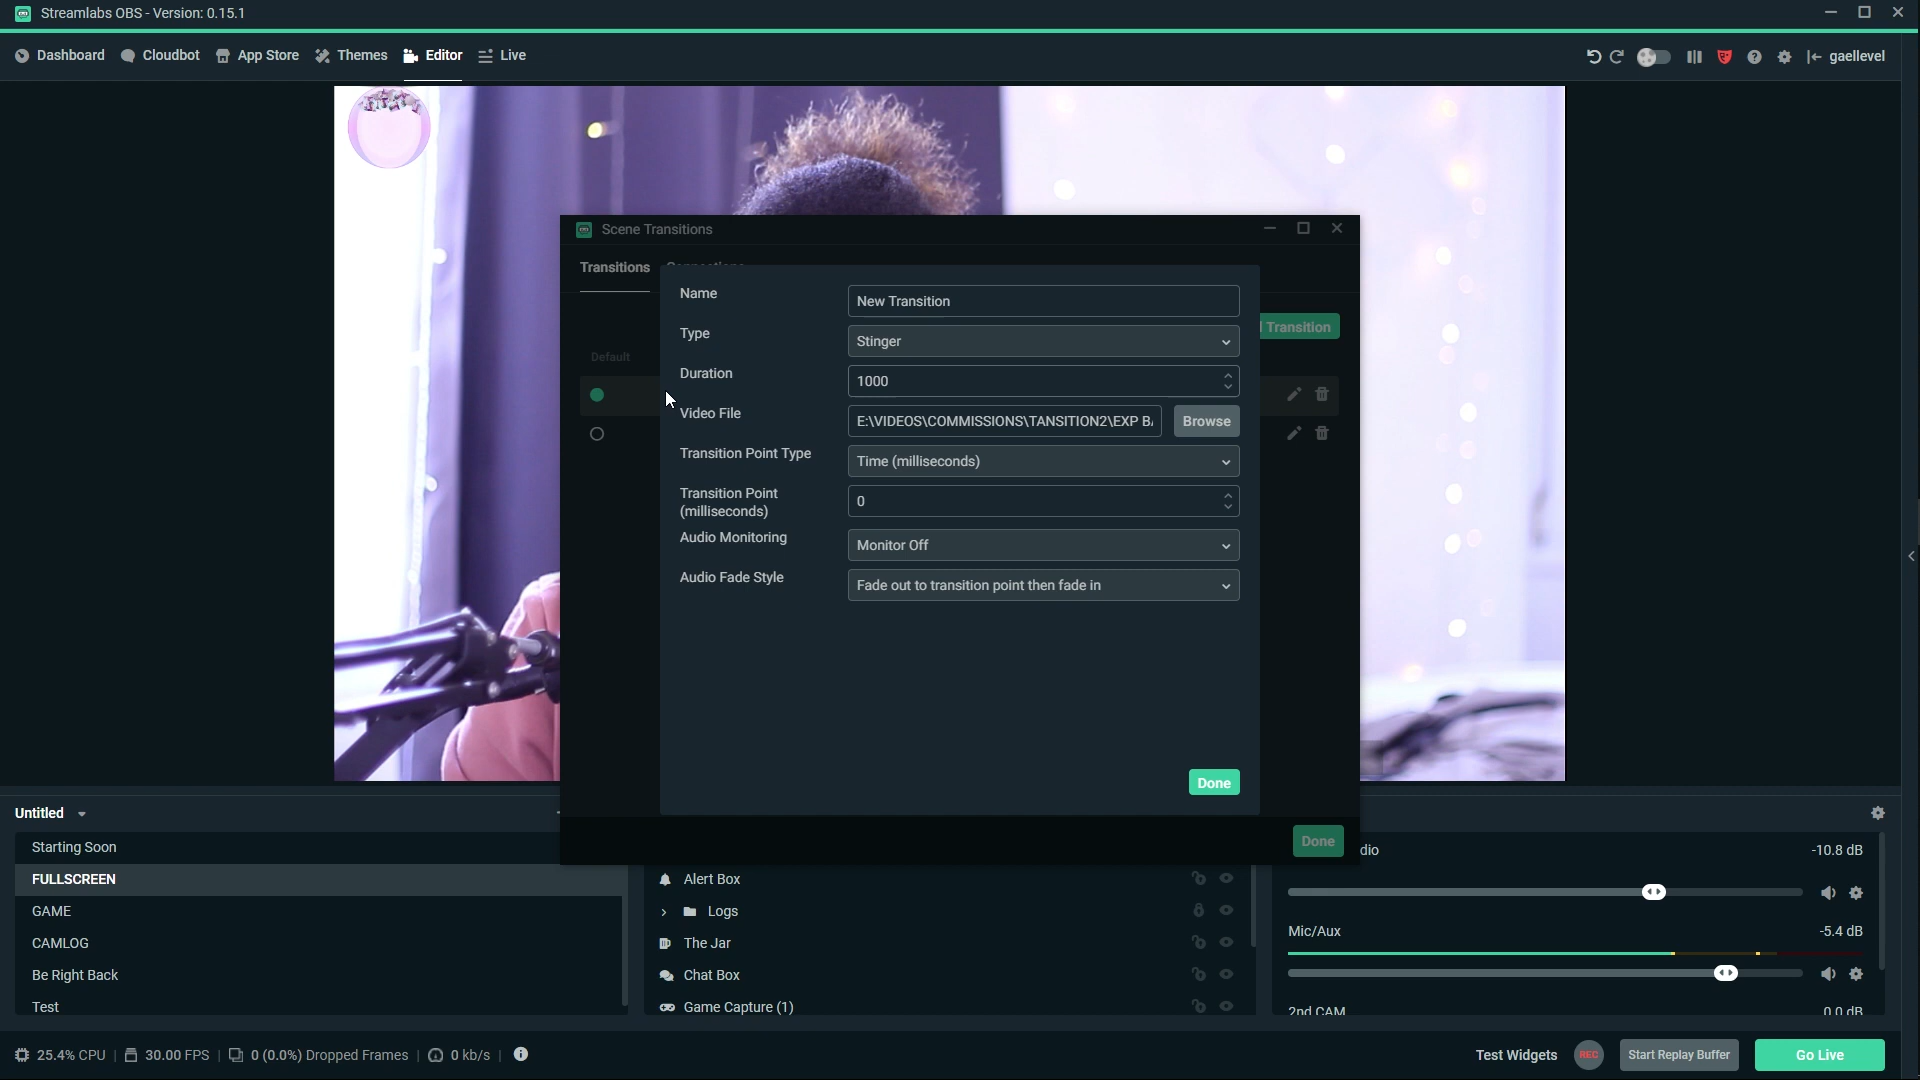 Streamlabs OBS - Version: 0.15.1
Dashboard Cloudbot App Store Themes Editor Live gaellevel
Scene Transitions
Transitions Connections
Transition
Default
Name New Transition
Type Stinger
Duration 1000
Video File E:\VIDEOS\COMMISSIONS\TANSITION2\EXP Browse
Transition Point Type Time (milliseconds)
Transition Point (milliseconds) 0
Audio Monitoring Monitor Off
Audio Fade Style Fade out to transition point then fade in
Done
Done
Untitled
Starting Soon
FULLSCREEN
GAME
CAMLOG
Be Right Back
Test
Alert Box
Logs
The Jar
Chat Box
Game Capture (1)
dio -10.8 dB
Mic/Aux -5.4 dB
2nd CAM 0.0 dB
25.4% CPU 30.00 FPS 0 (0.0%) Dropped Frames 0 kb/s
Test Widgets REC Start Replay Buffer Go Live